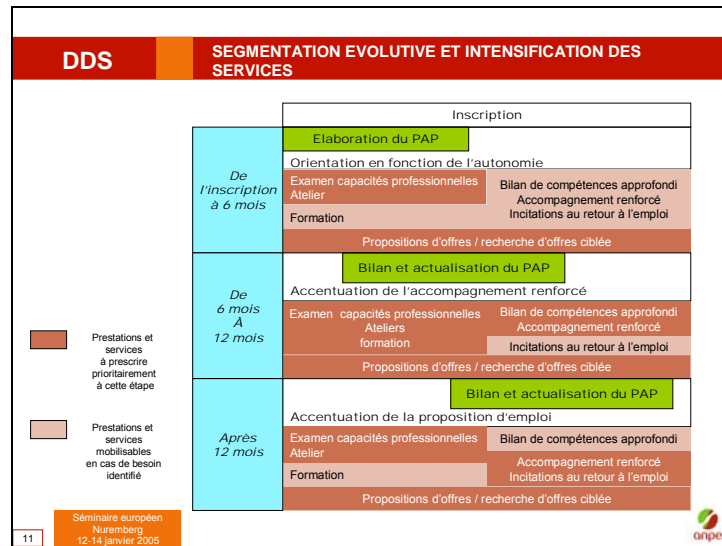 DDS
SEGMENTATION EVOLUTIVE ET INTENSIFICATION DES
SERVICES
Inscription
De
l'inscription
à 6 mois
Elaboration du PAP
Orientation en fonction de l'autonomie
Examen capacités professionnelles
Atelier
Formation
Bilan de compétences approfondi
Accompagnement renforcé
Incitations au retour à l'emploi
Propositions d'offres / recherche d'offres ciblée
De
6 mois
À
12 mois
Bilan et actualisation du PAP
Accentuation de l'accompagnement renforcé
Examen capacités professionnelles
Ateliers
formation
Bilan de compétences approfondi
Accompagnement renforcé
Incitations au retour à l'emploi
Propositions d'offres / recherche d'offres ciblée
Après
12 mois
Bilan et actualisation du PAP
Accentuation de la proposition d'emploi
Examen capacités professionnelles
Atelier
Formation
Bilan de compétences approfondi
Accompagnement renforcé
Incitations au retour à l'emploi
Propositions d'offres / recherche d'offres ciblée
Prestations et
services
à prescrire
prioritairement
à cette étape
Prestations et
services
mobilisables
en cas de besoin
identifié
11
Séminaire européen
Nuremberg
12-14 janvier 2005
anpe